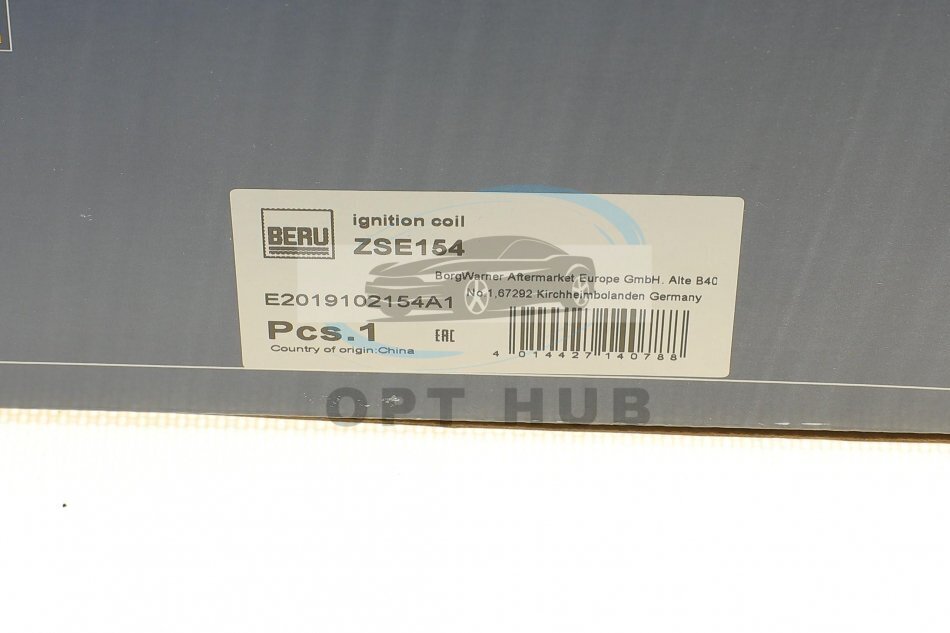 BERU
ignition coil
ZSE154
BorgWarner Aftermarket Europe GmbH. Alte B40
No.1,67292 Kirchheimbolanden Germany
E2019102154A1
Pcs.1
EAC
Country of origin:China
4 014427 140788
OPT HUB